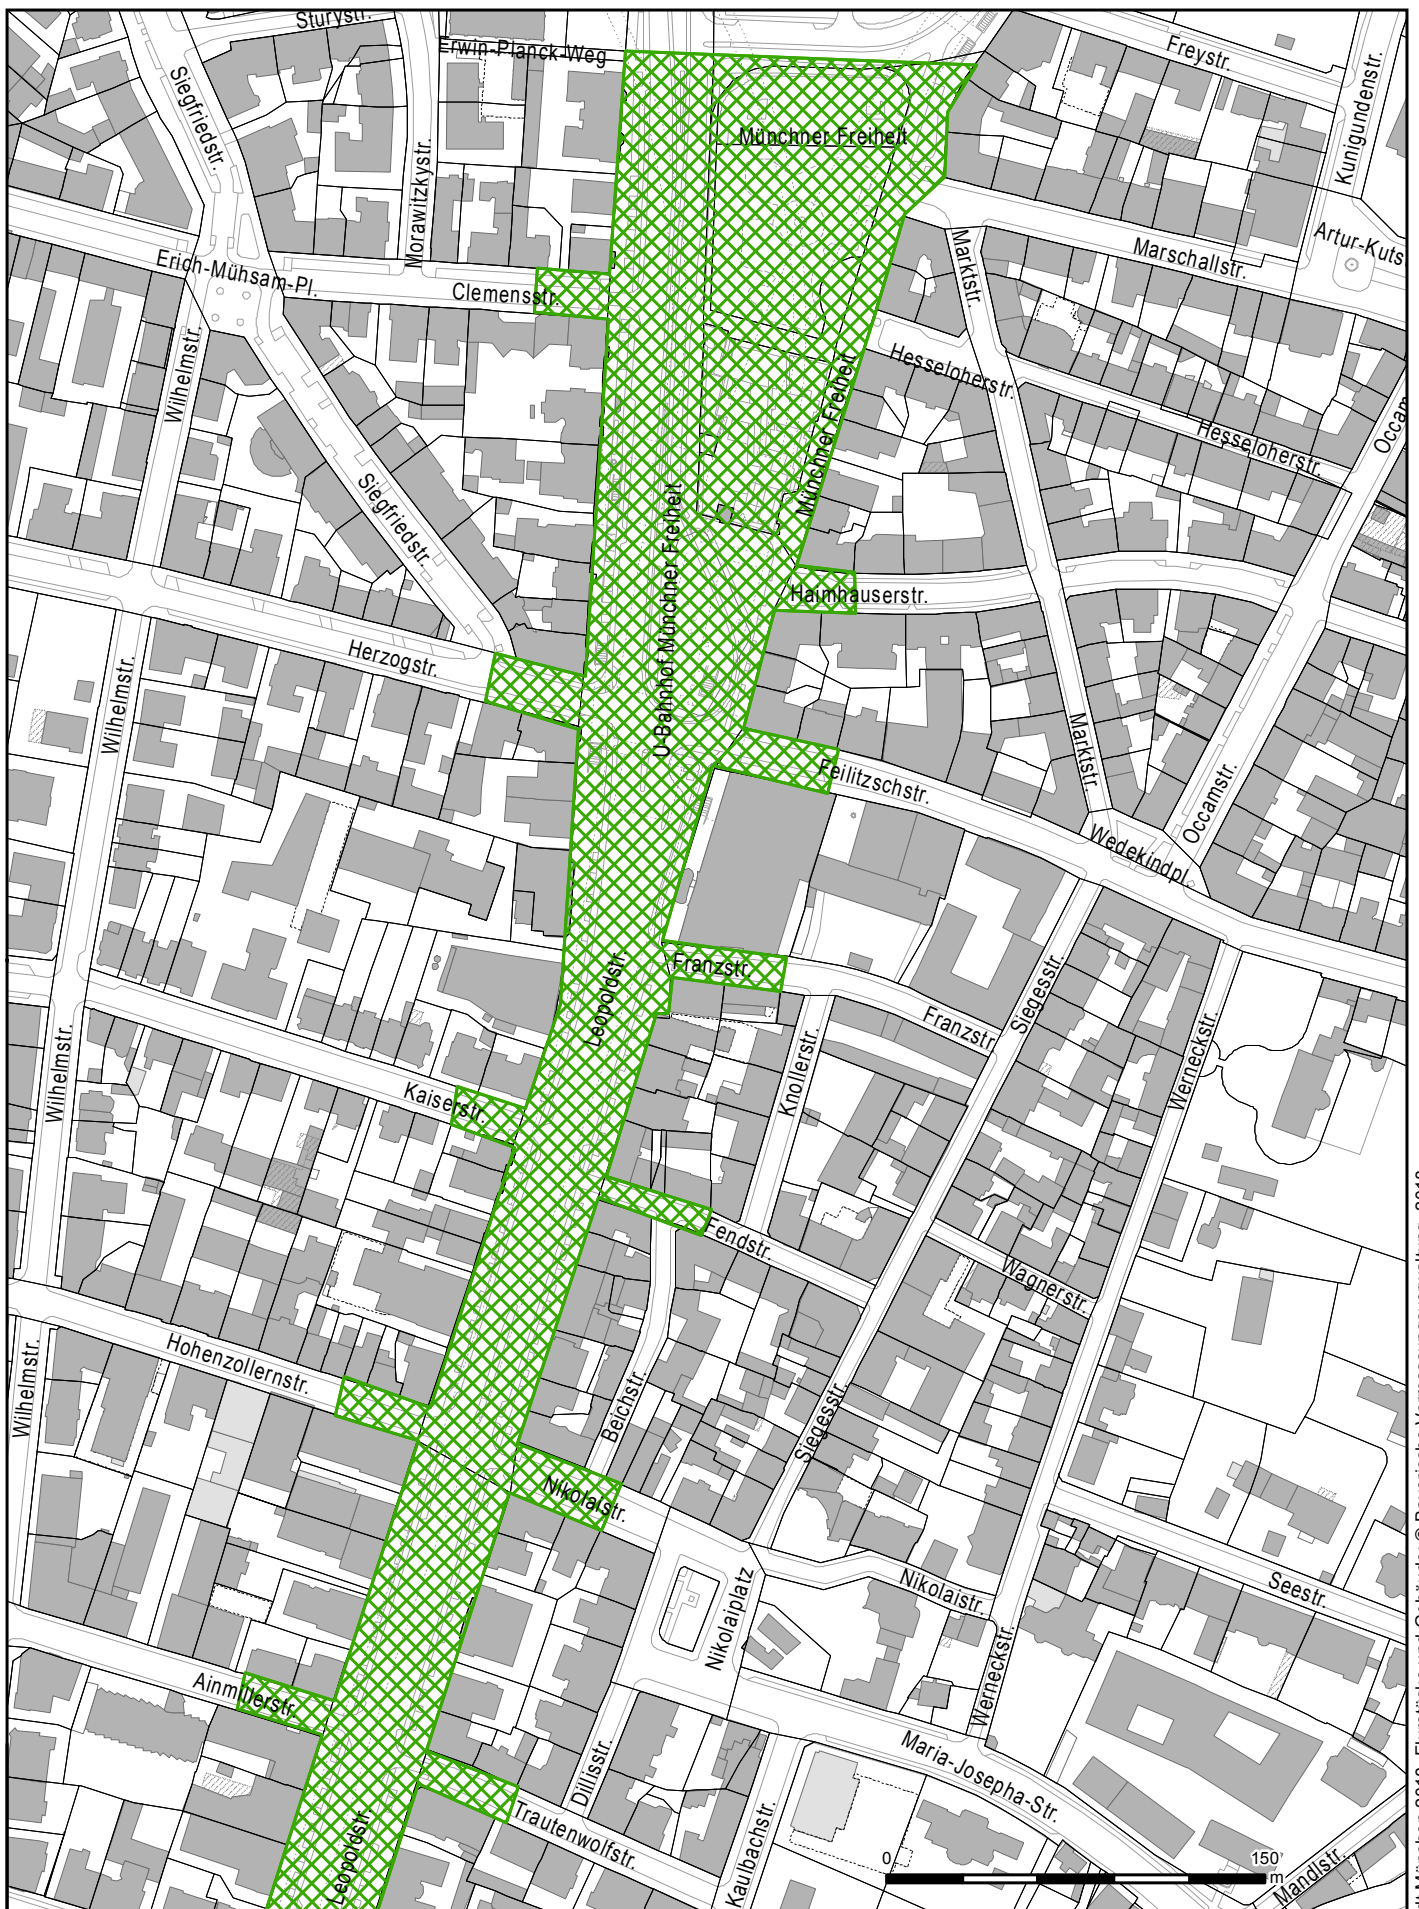 Sturystr.
Erwin-Planck-Weg
Freystr.
Siegfriedstr.
Kunigundenstr.
Münchner Freiheit
Morawitzkystr.
Marktstr.
Marschallstr.
Artur-Kuts
Erich-Mühsam-Pl.
Clemensstr.
Wilhelmstr.
Hesseloherstr.
Münchner Freiheit
Hesseloherstr.
Occam
Siegfriedstr.
U-Bahnhof Münchner Freiheit
Haimhauserstr.
Herzogstr.
Wilhelmstr.
Marktstr.
Feilitzschstr.
Occamstr.
Wedekindpl.
Franzstr.
Leopoldstr.
Siegesstr.
Franzstr.
Wilhelmstr.
Knollerstr.
Werneckstr.
Kaiserstr.
Fendstr.
Wagnerstr.
Hohenzollernstr.
Wilhelmstr.
Beichstr.
Siegesstr.
Nikolaistr.
Nikolaiplatz
Nikolaistr.
Seestr.
Werneckstr.
Ainmillerstr.
Dillisstr.
Maria-Josepha-Str.
Leopoldstr.
Trautenwolfstr.
Kaulbachstr.
Mandlstr.
0
150
m